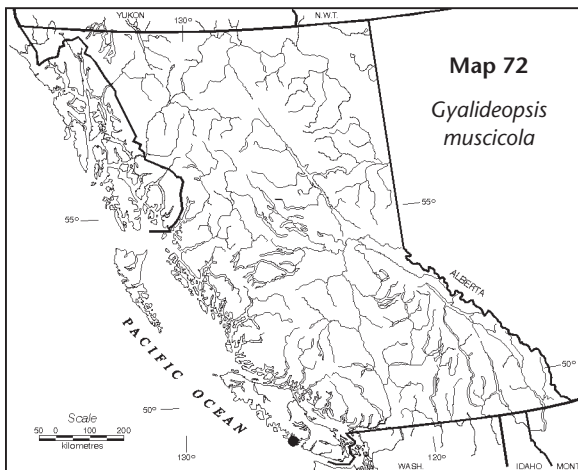 YUKON
130°
N.W.T.
Map 72
Gyalideopsis
muscicola
55°
55°
ALBERTA
PACIFIC OCEAN
50°
50°
Scale
50 0 100 200
kilometres
130°
120°
WASH.
IDAHO
MONT